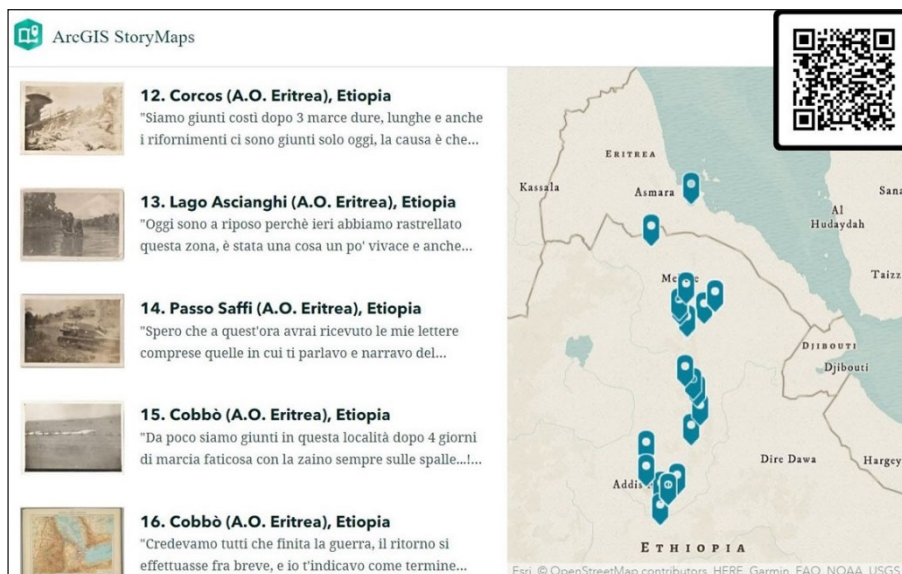 ArcGIS StoryMaps
12. Corcos (A.O. Eritrea), Etiopia
"Siamo giunti costì dopo 3 marce dure, lunghe e anche
i rifornimenti ci sono giunti solo oggi, la causa è che...
13. Lago Ascianghi (A.O. Eritrea), Etiopia
"Oggi sono a riposo perchè ieri abbiamo rastrellato
questa zona, è stata una cosa un po' vivace e anche...
14. Passo Saffi (A.O. Eritrea), Etiopia
"Spero che a quest'ora avrai ricevuto le mie lettere
comprese quelle in cui ti parlavo e narravo del...
15. Cobbò (A.O. Eritrea), Etiopia
"Da poco siamo giunti in questa località dopo 4 giorni
di marcia faticosa con la zaino sempre sulle spalle...!...
16. Cobbò (A.O. Eritrea), Etiopia
"Credevamo tutti che finita la guerra, il ritorno si
effettuasse fra breve, e io t'indicavo come termine...
ERITREA
Kassala
Asmara
Sana
Al
Hudaydah
Taizz
DJIBOUTI
Djibouti
Dire Dawa
Hargey
Addis
ETHIOPIA
Esri, © OpenStreetMap contributors, HERE, Garmin, FAO, NOAA, USGS